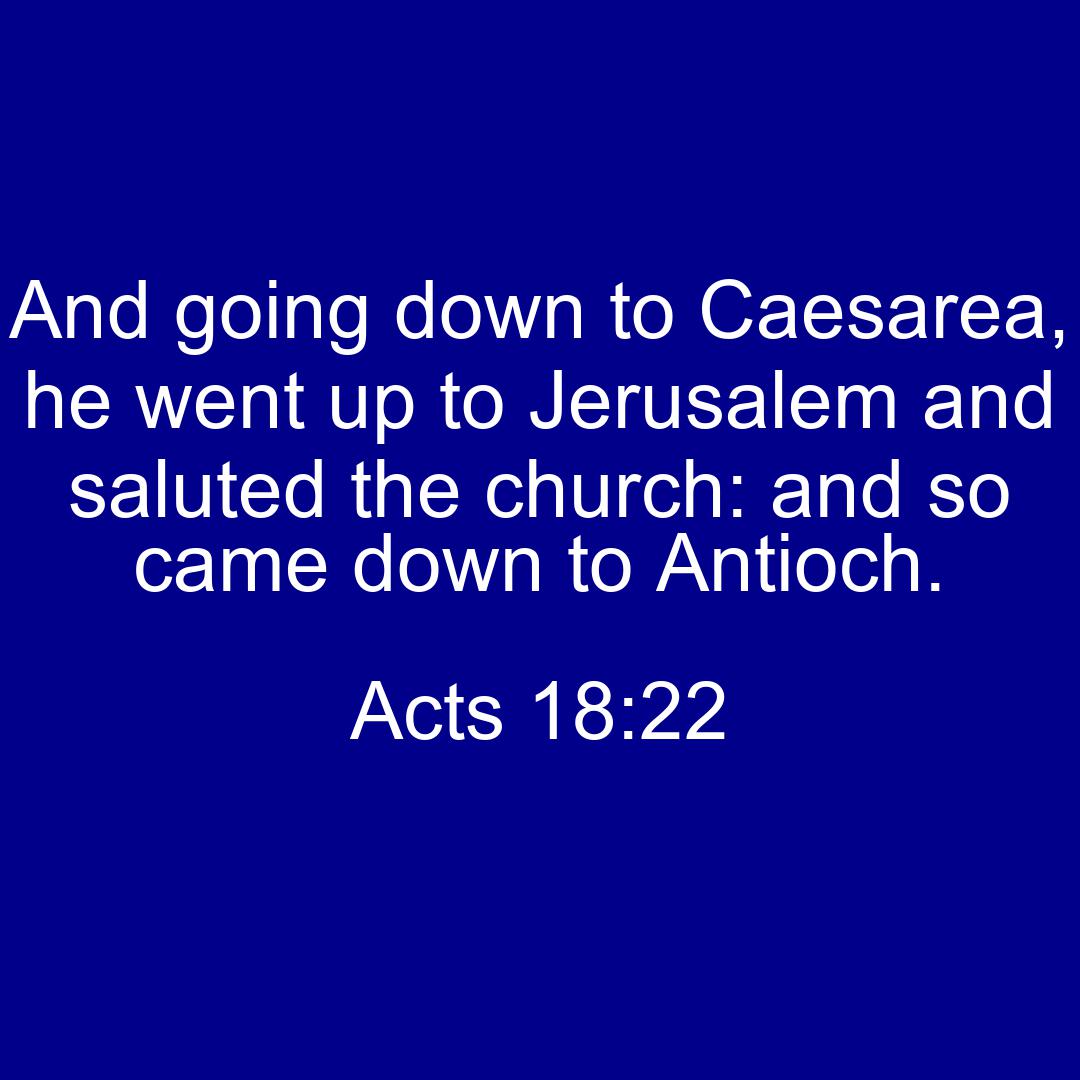 And going down to Caesarea,
he went up to Jerusalem and
saluted the church: and so
came down to Antioch.
Acts 18:22